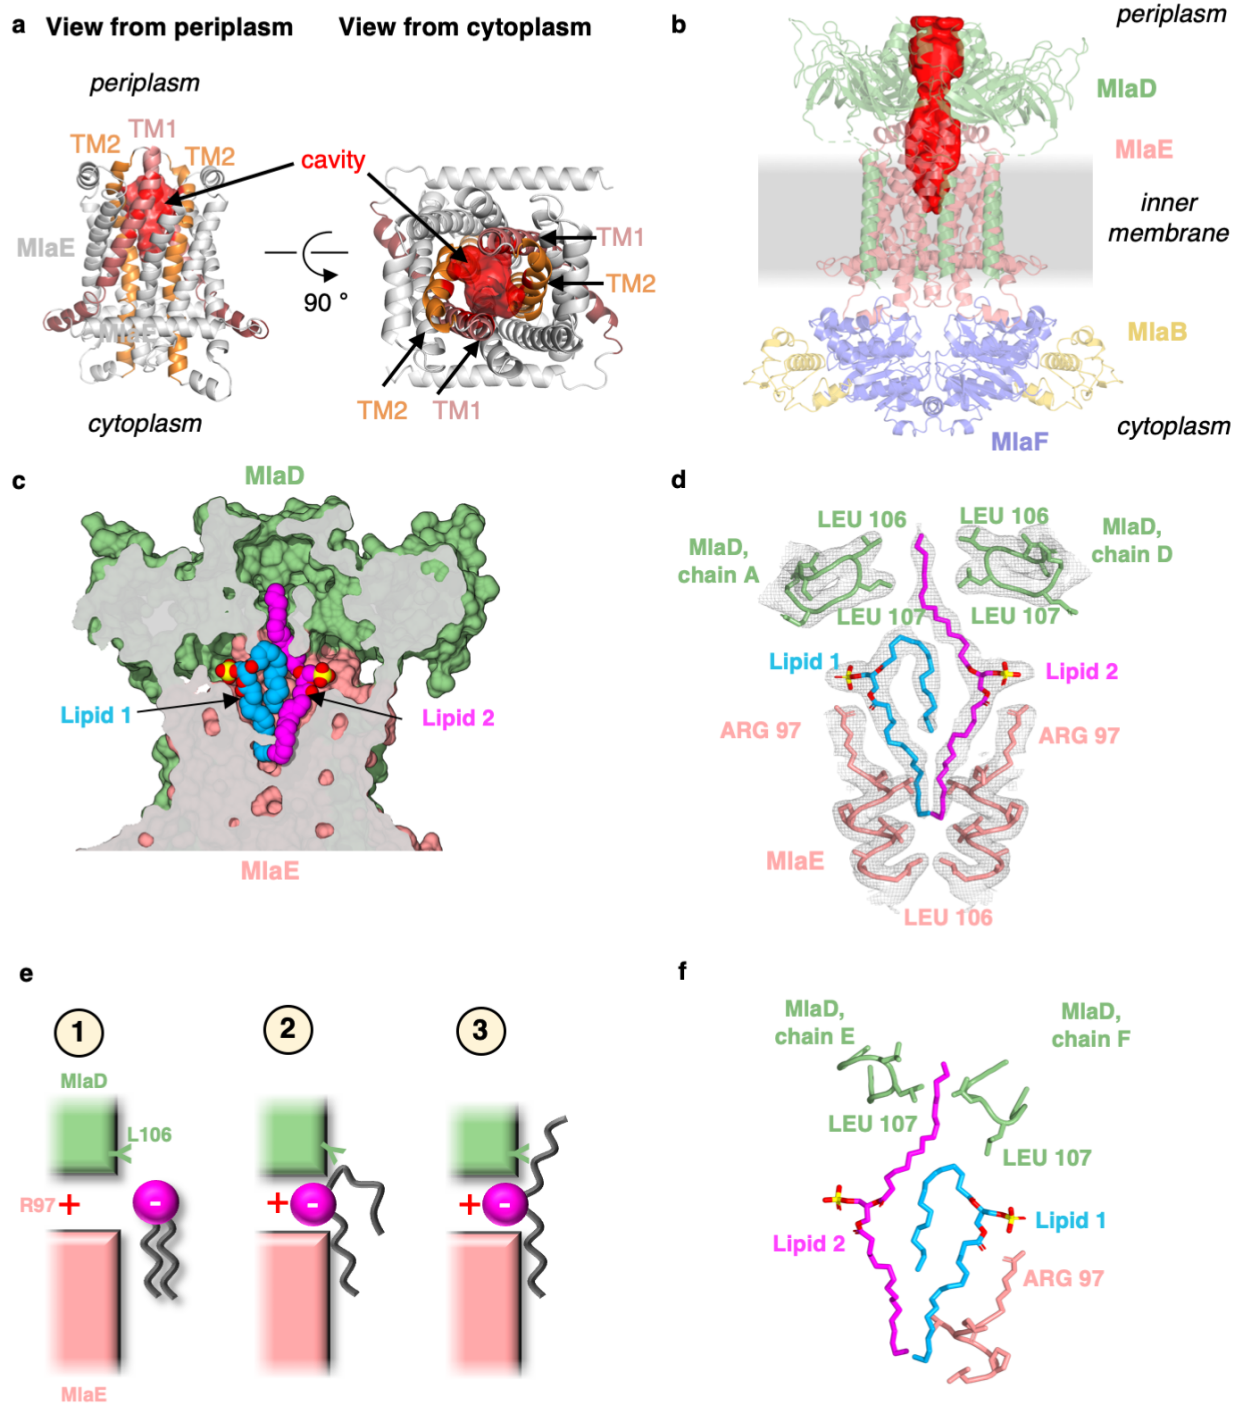 a View from periplasm View from cytoplasm
periplasm
TM1
TM2 TM2
cavity
MlaE
TM1
TM2
90 °
TM2 TM1
cytoplasm
b
periplasm
MlaD
MlaE
inner
membrane
MlaB
MlaF
cytoplasm
c
MlaD
Lipid 1
Lipid 2
MlaE
d
LEU 106 LEU 106
MlaD,
chain A
MlaD,
chain D
LEU 107 LEU 107
Lipid 1
Lipid 2
ARG 97 ARG 97
MlaE
LEU 106
e
1 2 3
MlaD
L106
R97 + - + - + -
MlaE
f
MlaD,
chain E
MlaD,
chain F
LEU 107
LEU 107
Lipid 1
Lipid 2
ARG 97